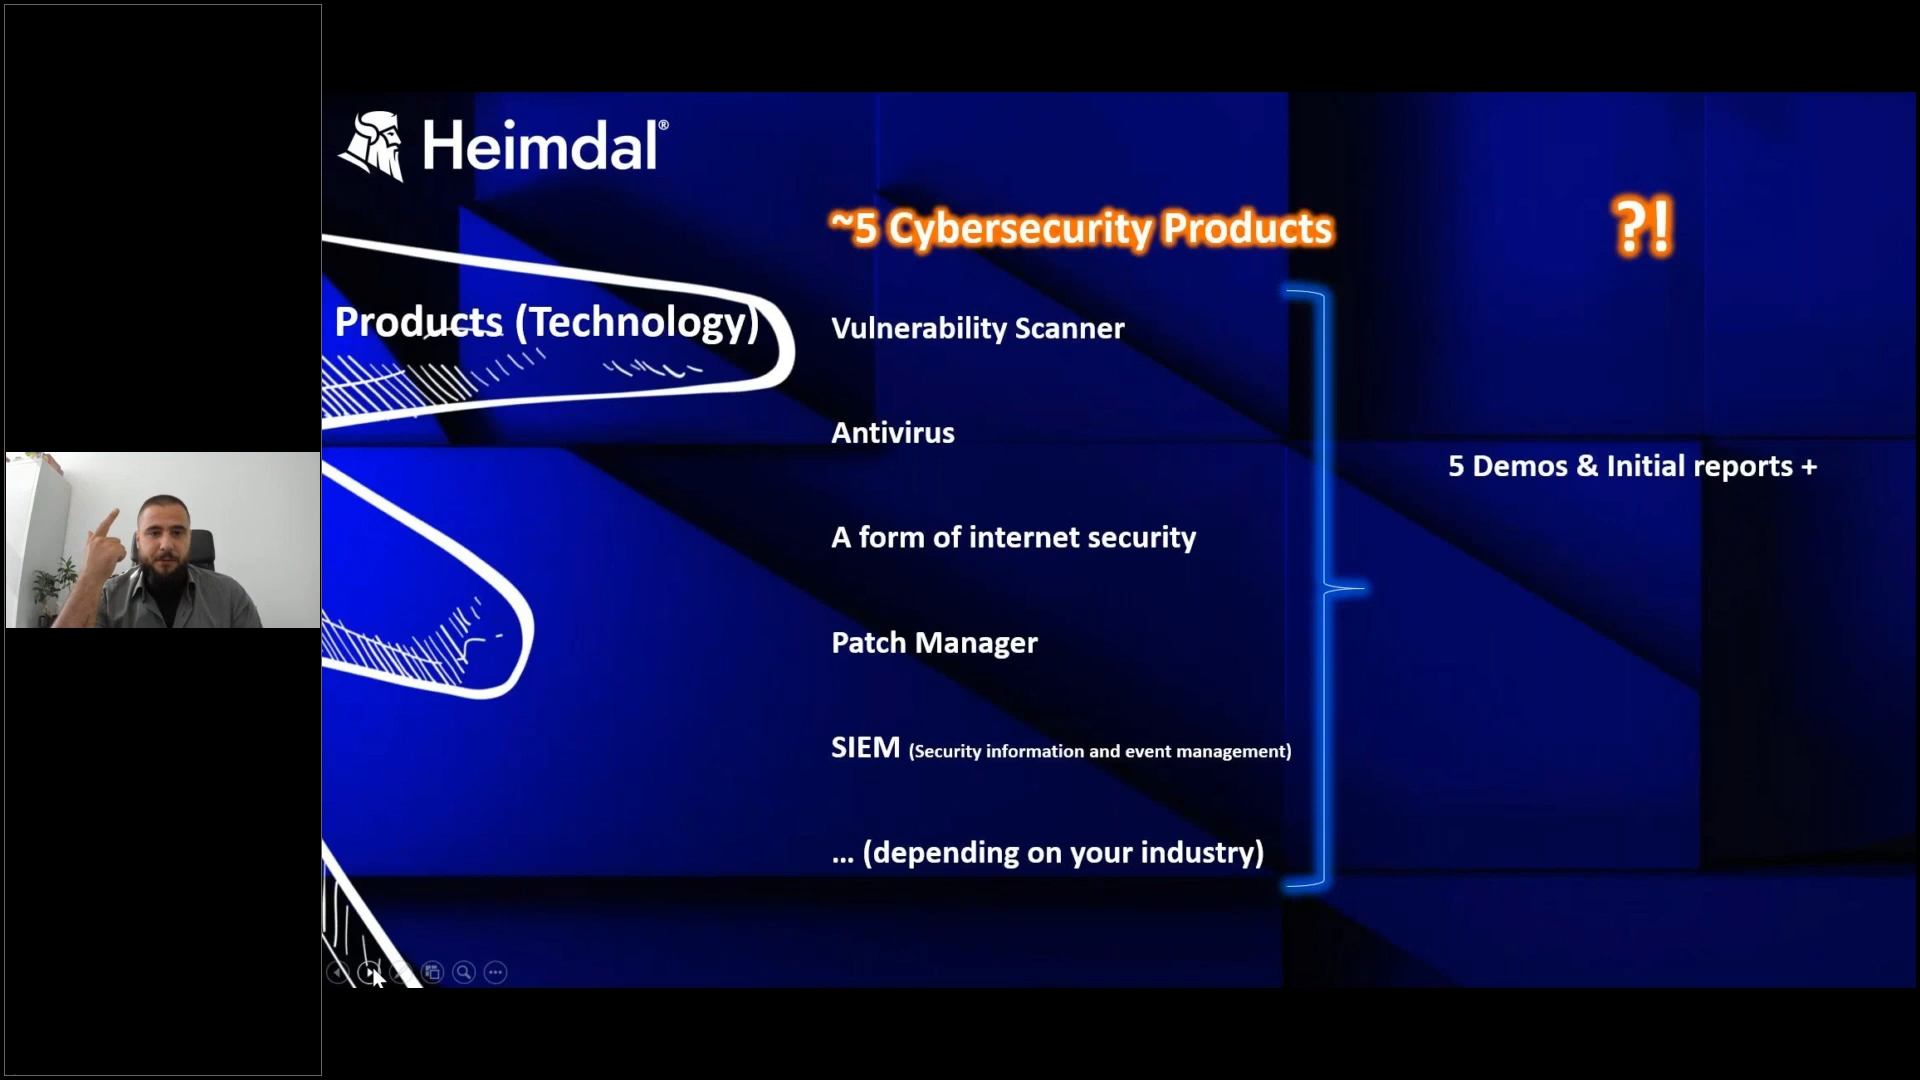 Heimdal®
~5 Cybersecurity Products
?!
Products (Technology)
Vulnerability Scanner
Antivirus
5 Demos & Initial reports +
A form of internet security
Patch Manager
SIEM (Security information and event management)
... (depending on your industry)